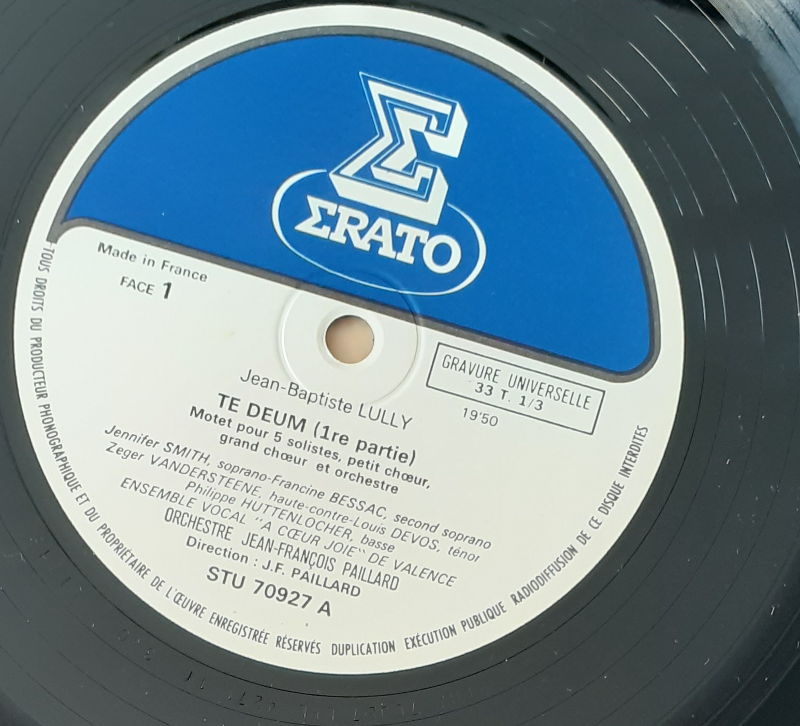 ΣRATO
Made in France
FACE 1
GRAVURE UNIVERSELLE
33 T. 1/3
19'50
Jean-Baptiste LULLY
TE DEUM (1re partie)
Motet pour 5 solistes, petit chœur,
grand chœur et orchestre
Jennifer SMITH, soprano-Francine BESSAC, second soprano
Zeger VANDERSTEENE, haute-contre-Louis DEVOS, ténor
Philippe HUTTENLOCHER, basse
ENSEMBLE VOCAL "A CŒUR JOIE" DE VALENCE
ORCHESTRE JEAN-FRANÇOIS PAILLARD
Direction : J.F. PAILLARD
STU 70927 A
TOUS DROITS DU PRODUCTEUR PHONOGRAPHIQUE ET DU PROPRIÉTAIRE DE L'ŒUVRE ENREGISTRÉE RÉSERVÉS DUPLICATION EXÉCUTION PUBLIQUE RADIODIFFUSION DE CE DISQUE INTERDITES